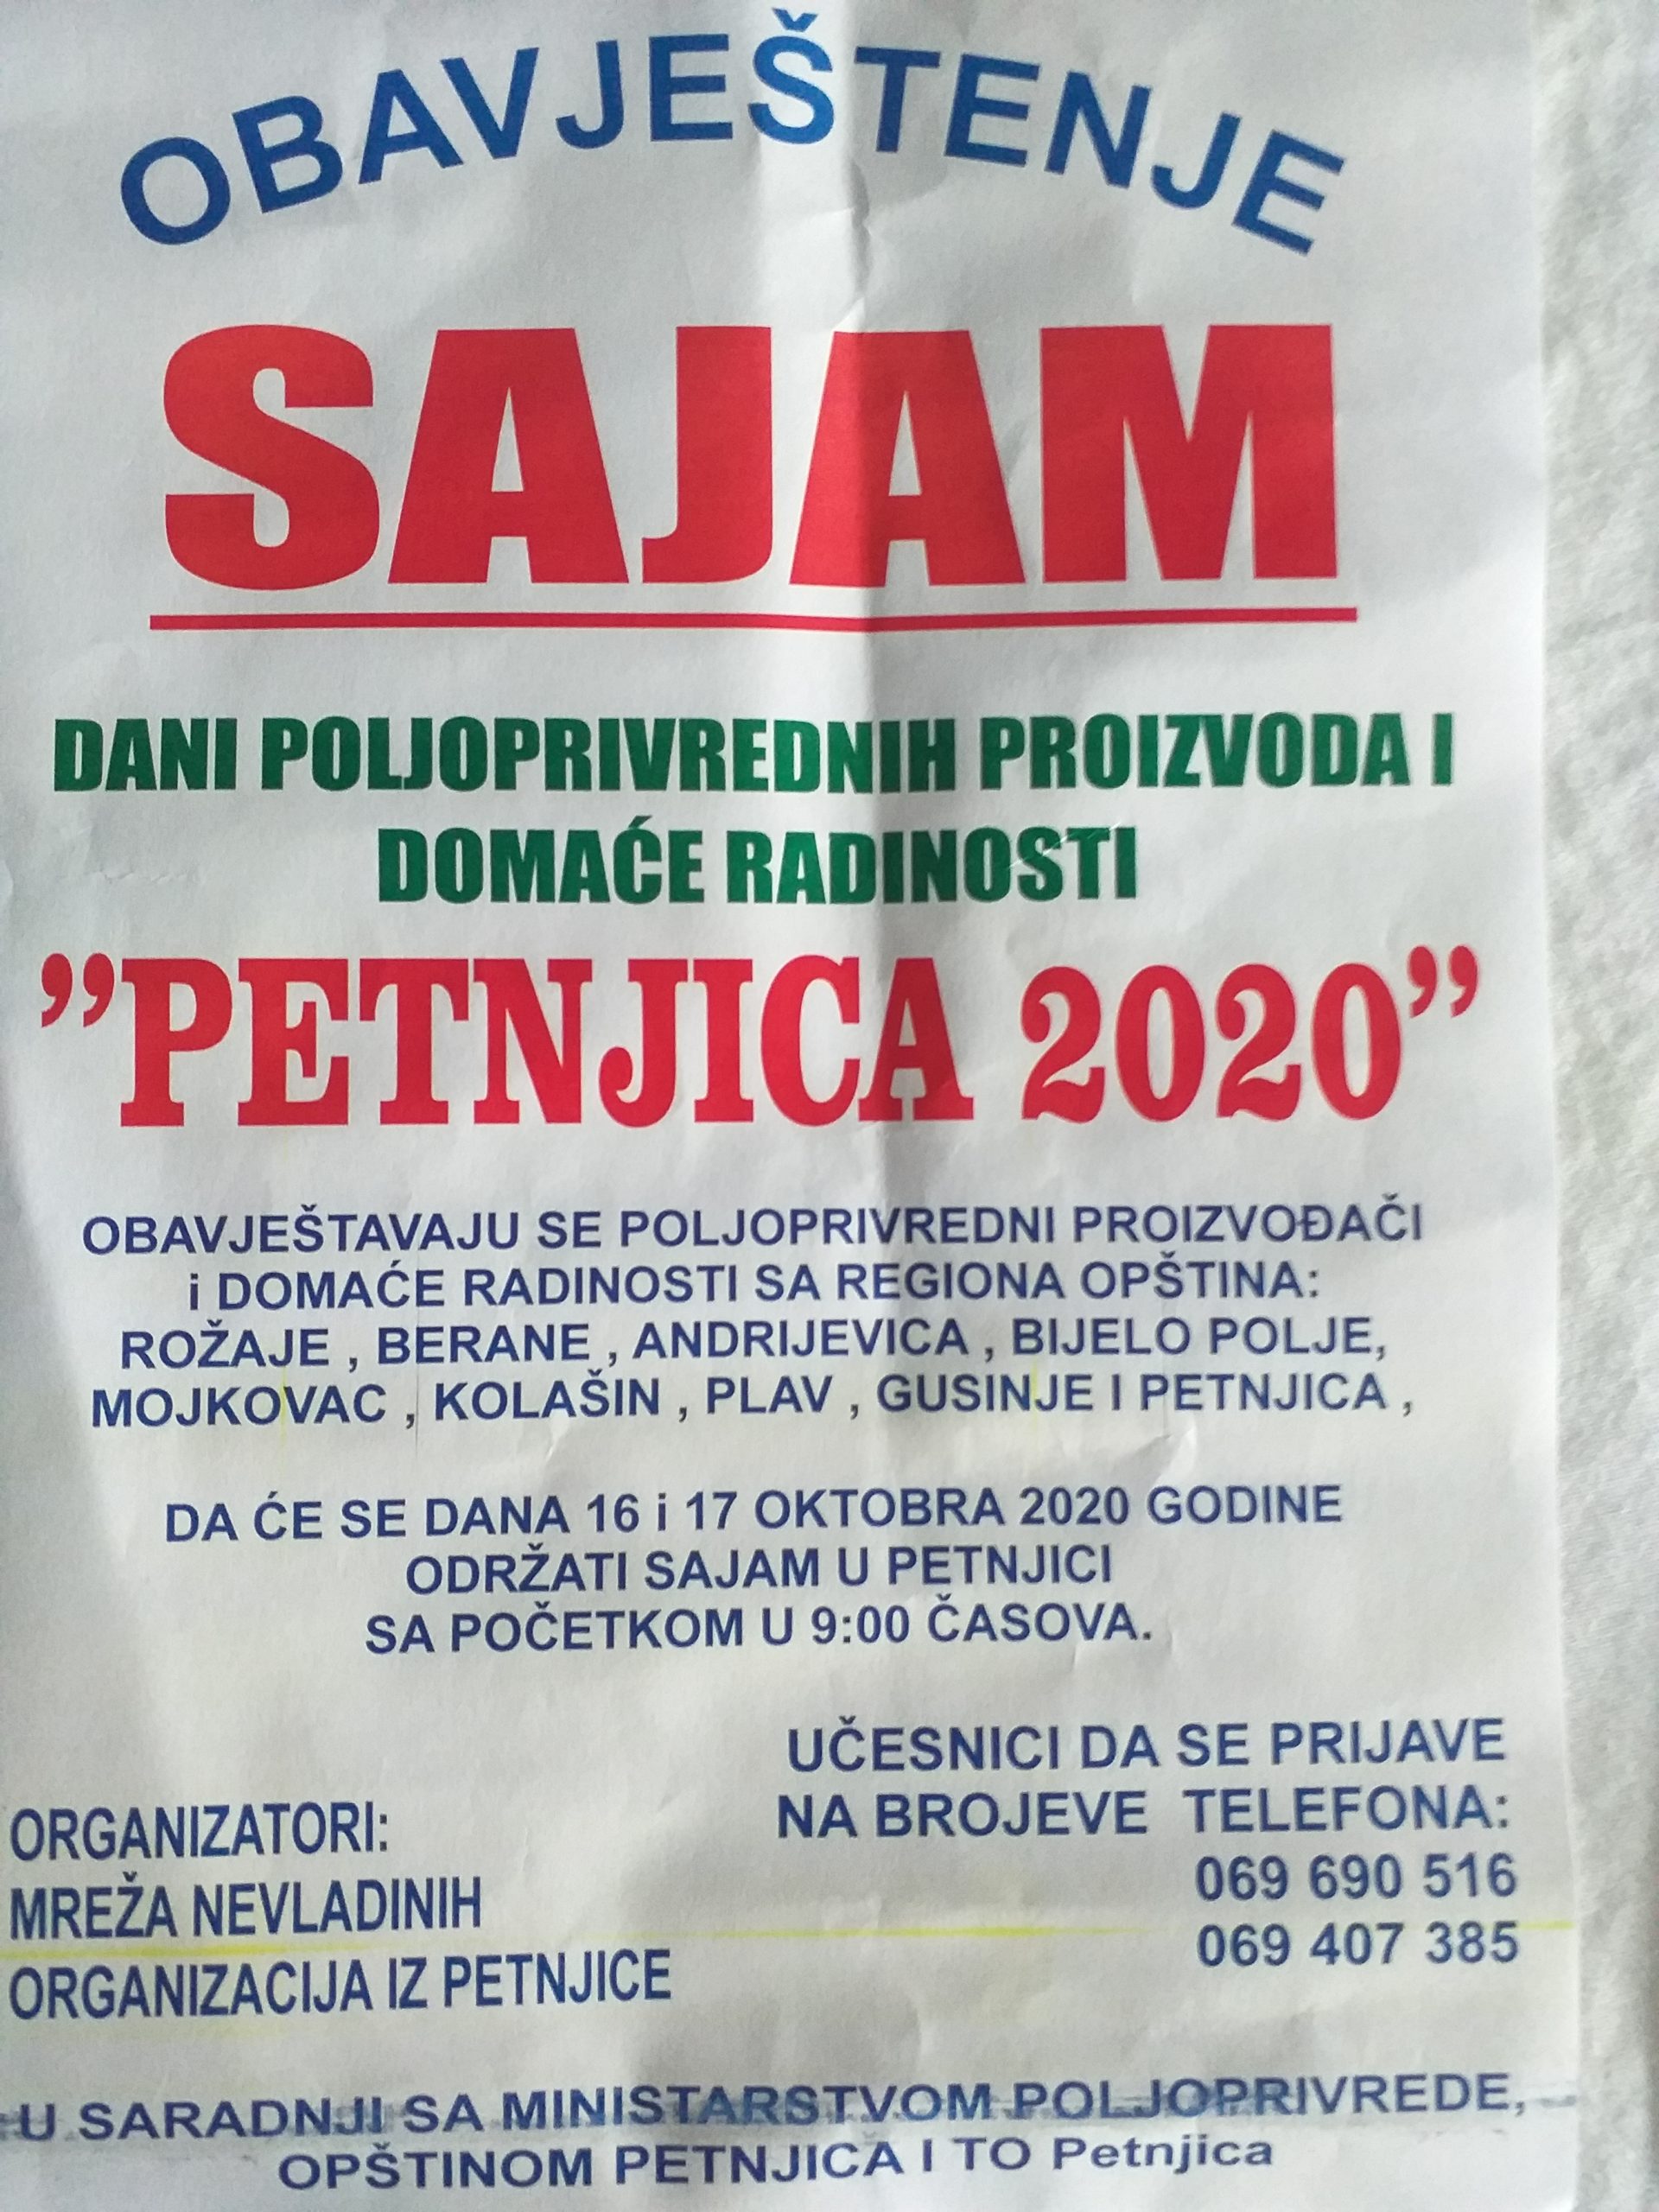 OBAVJEŠTENJE
SAJAM
DANI POLJOPRIVREDNIH PROIZVODA I
DOMAĆE RADINOSTI
”PETNJICA 2020”
OBAVJEŠTAVAJU SE POLJOPRIVREDNI PROIZVOĐAČI
i DOMAĆE RADINOSTI SA REGIONA OPŠTINA:
ROŽAJE , BERANE , ANDRIJEVICA , BIJELO POLJE,
MOJKOVAC , KOLAŠIN , PLAV , GUSINJE I PETNJICA ,
DA ĆE SE DANA 16 i 17 OKTOBRA 2020 GODINE
ODRŽATI SAJAM U PETNJICI
SA POČETKOM U 9:00 ČASOVA.
UČESNICI DA SE PRIJAVE
NA BROJEVE TELEFONA:
069 690 516
069 407 385
ORGANIZATORI:
MREŽA NEVLADINIH
ORGANIZACIJA IZ PETNJICE
U SARADNJI SA MINISTARSTVOM POLJOPRIVREDE,
OPŠTINOM PETNJICA I TO Petnjica